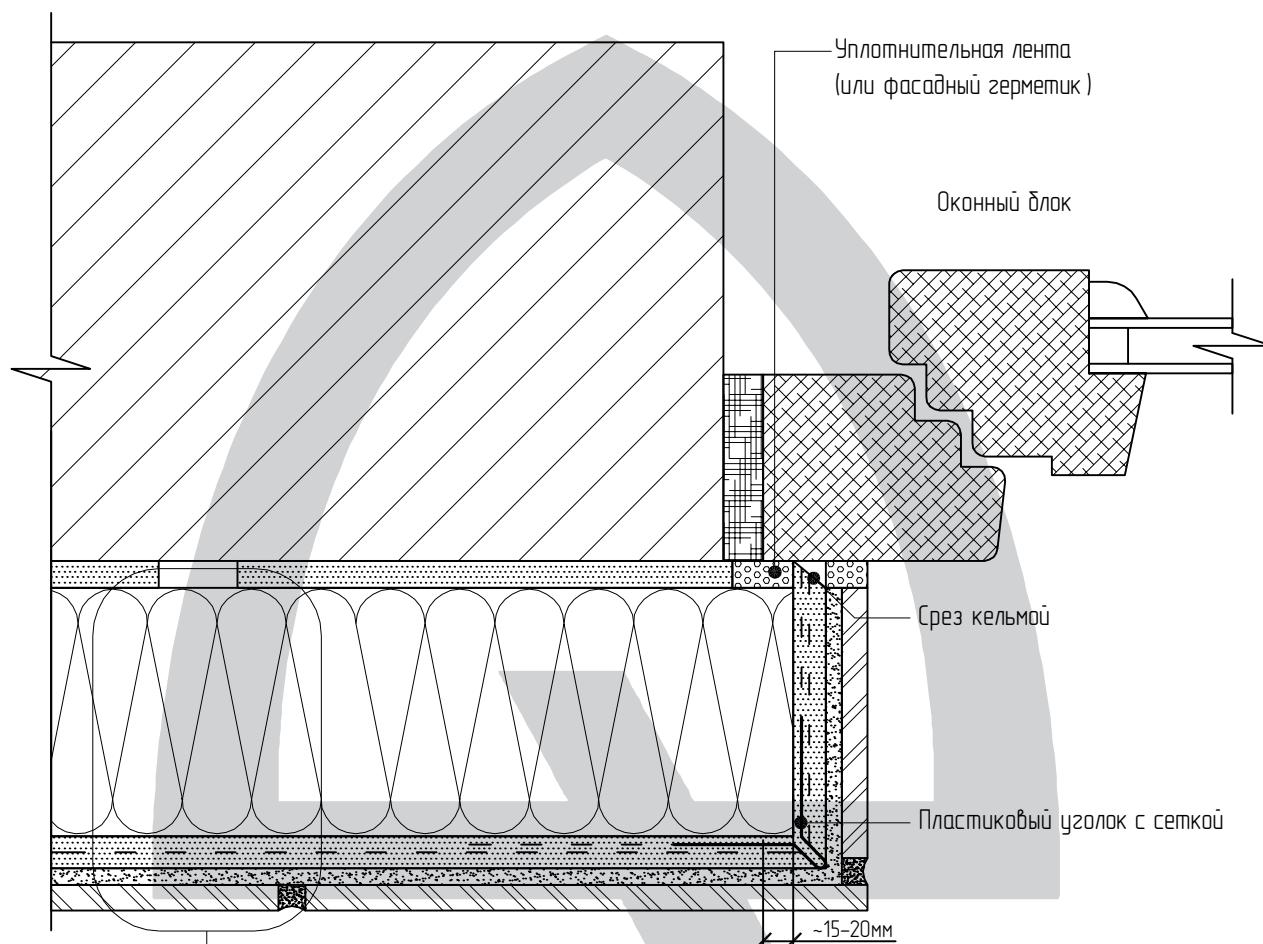 Уплотнительная лента
(или фасадный герметик)
Оконный блок
Срез кельмой
Пластиковый уголок с сеткой
~15-20мм